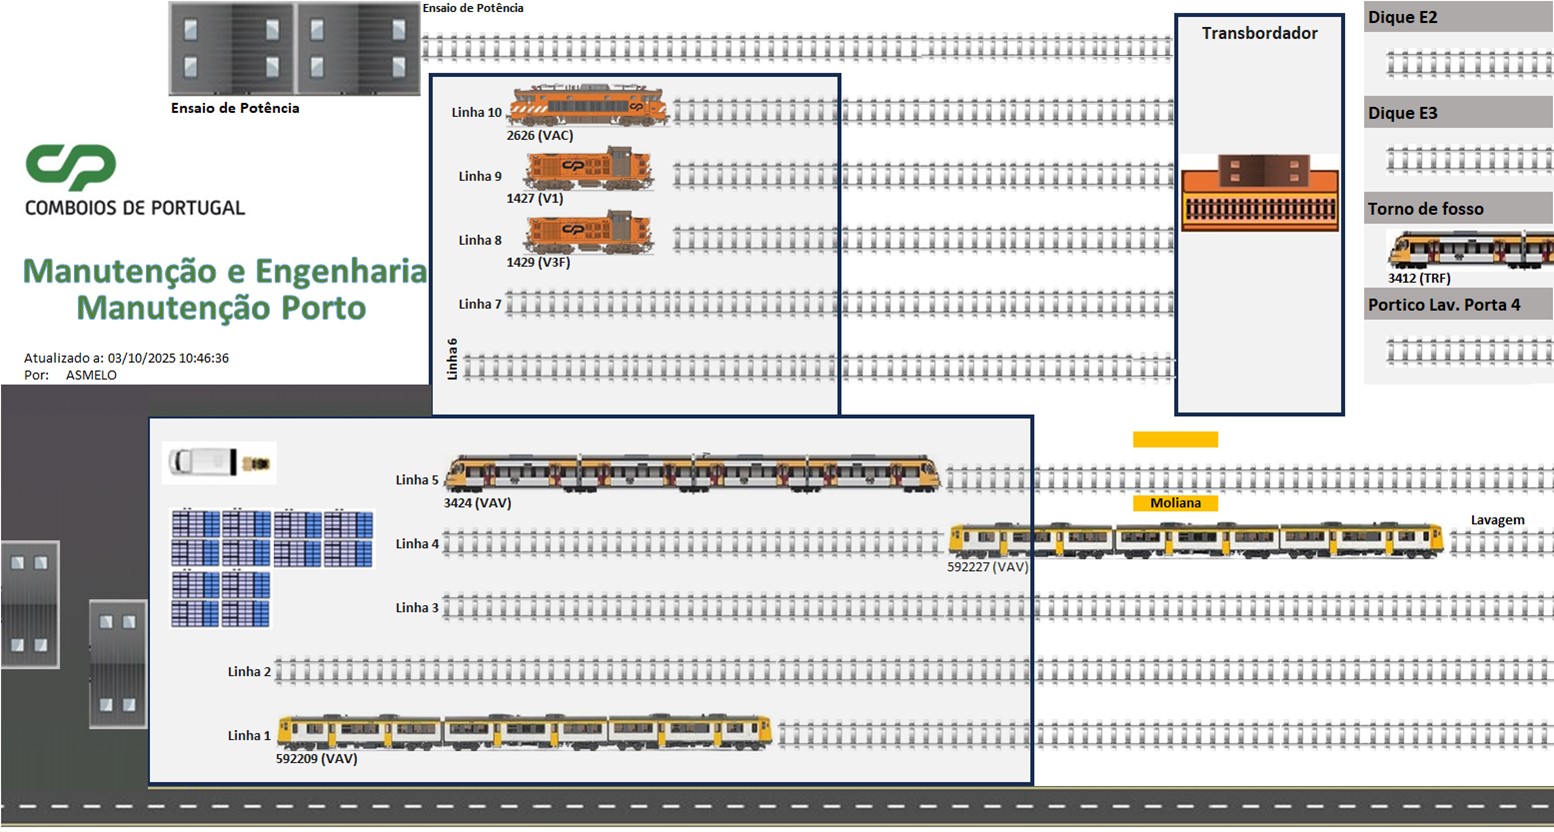 Ensaio de Potência
Ensaio de Potência
CP
COMBOIOS DE PORTUGAL
Manutenção e Engenharia
Manutenção Porto
Atualizado a: 03/10/2025 10:46:36
Por: ASMELO
Linha 10
2626 (VAC)
Linha 9
1427 (V1)
Linha 8
1429 (V3F)
Linha 7
Linha6
Transbordador
Dique E2
Dique E3
Torno de fosso
3412 (TRF)
Portico Lav. Porta 4
Linha 5
3424 (VAV)
Moliana
Linha 4
592227 (VAV)
Lavagem
Linha 3
Linha 2
Linha 1
592209 (VAV)